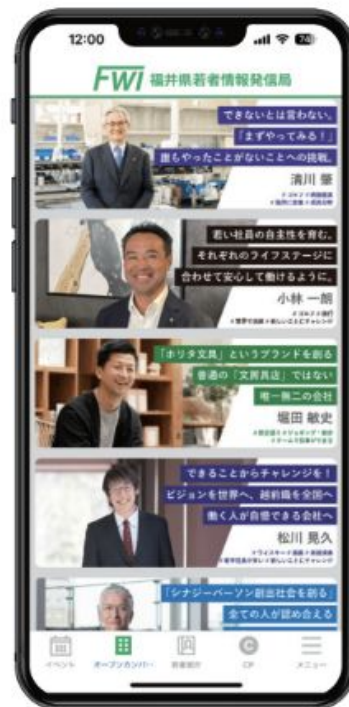 12:00
74
FWI 福井県若者情報発信局
できないとは言わない。
「まずやってみる！」
誰もやったことがないことへの挑戦。
清川 肇
若い社員の自主性を育む。
それぞれのライフステージに
合わせて安心して働けるように。
小林 一朗
「ホリタ文具」というブランドを創る
普通の「文房具店」ではない
唯一無二の会社
堀田 敏史
できることからチャレンジを！
ビジョンを世界へ、越前職を全国へ
働く人が自慢できる会社へ
松川 晃久
「シナジーパーソン創出社会を創る」
全ての人が認め合える
イベント
オープンカンパ…
C
CP
メニュー